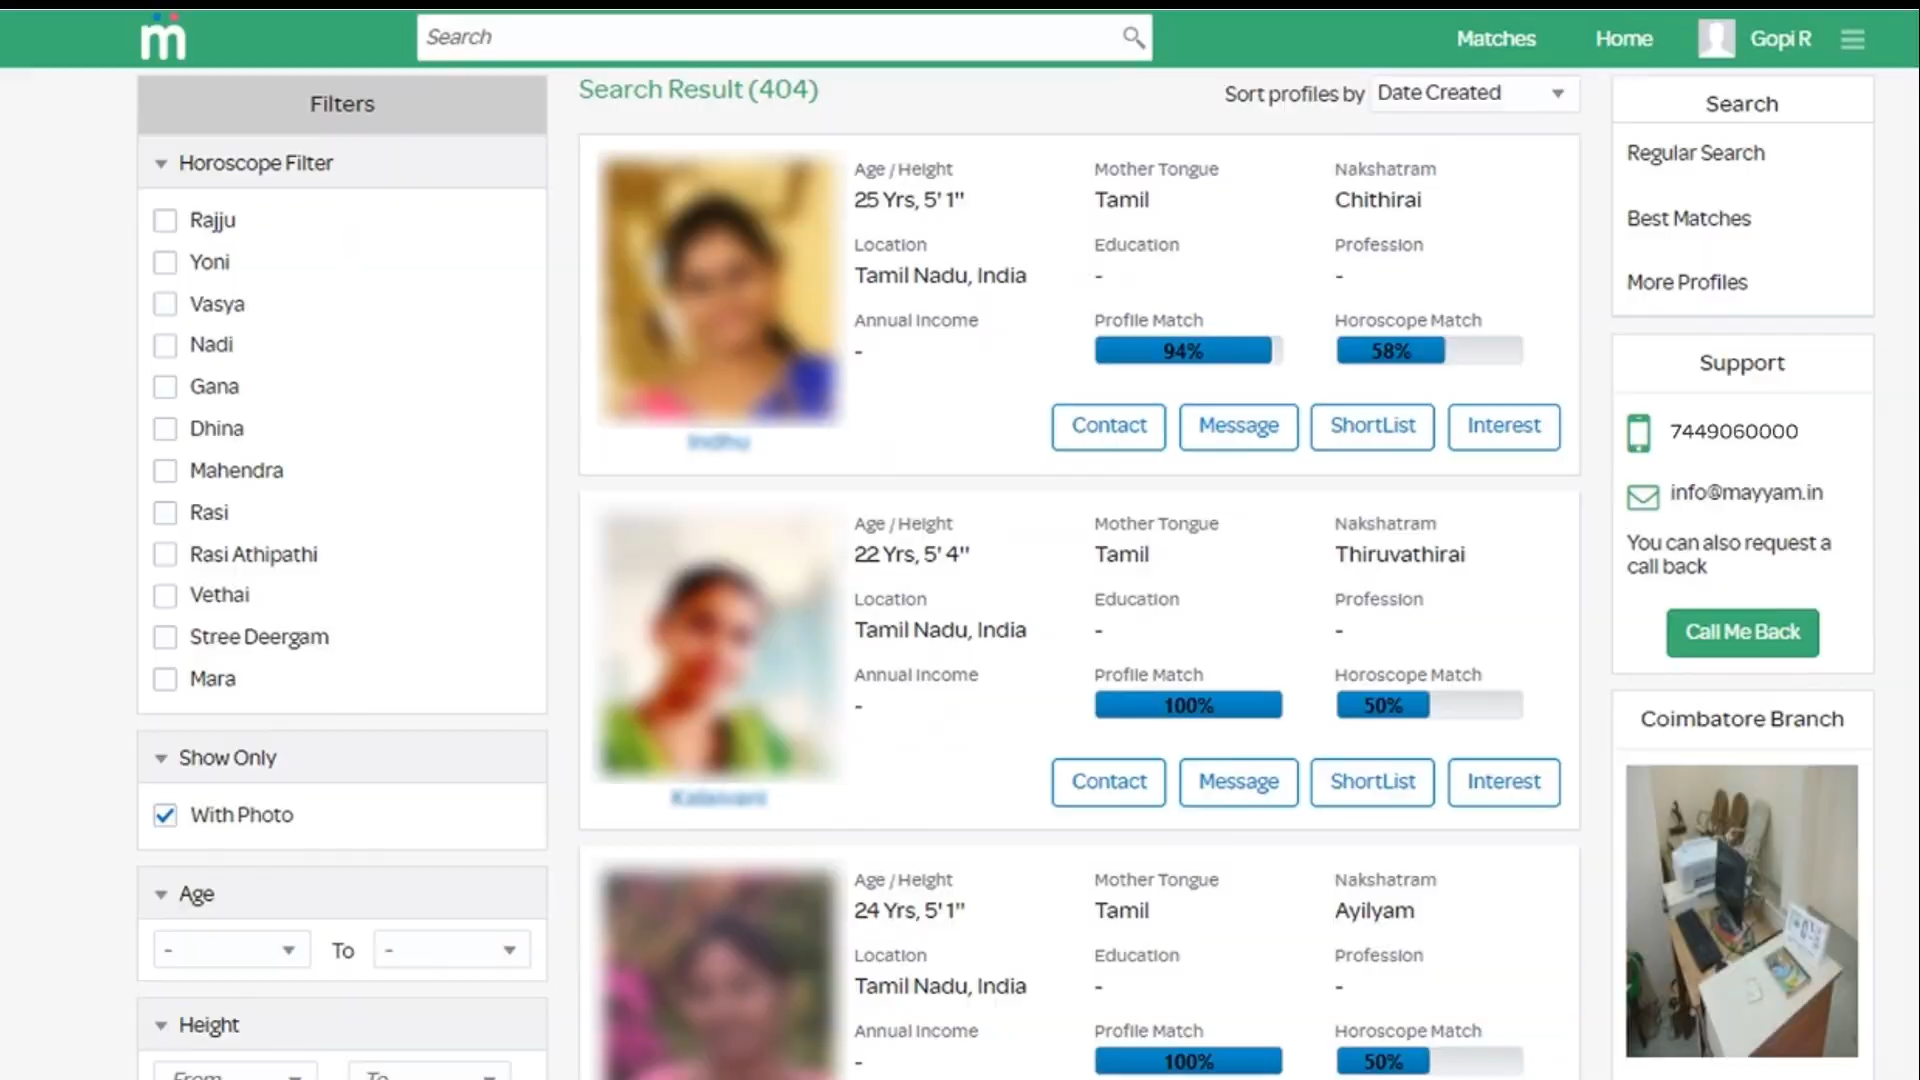 m
Search
Matches
Home
Gopi R
Filters
Horoscope Filter
Rajju
Yoni
Vasya
Nadi
Gana
Dhina
Mahendra
Rasi
Rasi Athipathi
Vethai
Stree Deergam
Mara
Show Only
With Photo
Age
- To -
Height
From To
Search Result (404)
Sort profiles by Date Created
Age / Height Mother Tongue Nakshatram
25 Yrs, 5' 1" Tamil Chithirai
Location Education Profession
Tamil Nadu, India - -
Annual Income Profile Match Horoscope Match
- 94% 58%
Contact Message ShortList Interest
Indhu
Age / Height Mother Tongue Nakshatram
22 Yrs, 5' 4" Tamil Thiruvathirai
Location Education Profession
Tamil Nadu, India - -
Annual Income Profile Match Horoscope Match
- 100% 50%
Contact Message ShortList Interest
Kalaivani
Age / Height Mother Tongue Nakshatram
24 Yrs, 5' 1" Tamil Ayilyam
Location Education Profession
Tamil Nadu, India - -
Annual Income Profile Match Horoscope Match
- 100% 50%
Search
Regular Search
Best Matches
More Profiles
Support
7449060000
info@mayyam.in
You can also request a
call back
Call Me Back
Coimbatore Branch